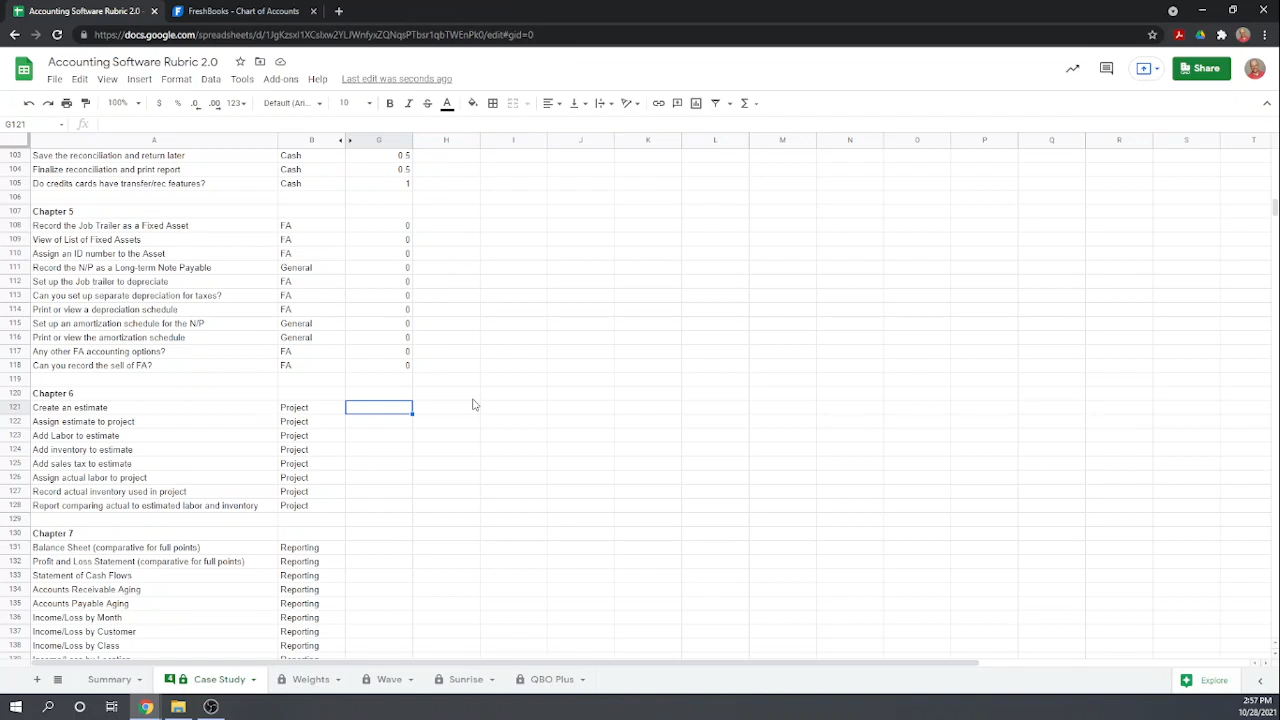 Accounting Software Rubric 2.0 -
FreshBooks - Chart of Accounts
https://docs.google.com/spreadsheets/d/1JgKzsxI1XCsIxw2YLJWnfyxZQNqsPTbsr1qbTWEnPk0/edit#gid=0
Accounting Software Rubric 2.0
File Edit View Insert Format Data Tools Add-ons Help Last edit was seconds ago
Share
100% $ % .0 .00 123 Default (Ari... 10 B I S A
G121 fx
A B G H I J K L M N O P Q R S T
103 Save the reconciliation and return later Cash 0.5
104 Finalize reconciliation and print report Cash 0.5
105 Do credits cards have transfer/rec features? Cash 1
106
107 Chapter 5
108 Record the Job Trailer as a Fixed Asset FA 0
109 View of List of Fixed Assets FA 0
110 Assign an ID number to the Asset FA 0
111 Record the N/P as a Long-term Note Payable General 0
112 Set up the Job trailer to depreciate FA 0
113 Can you set up separate depreciation for taxes? FA 0
114 Print or view a depreciation schedule FA 0
115 Set up an amortization schedule for the N/P General 0
116 Print or view the amortization schedule General 0
117 Any other FA accounting options? FA 0
118 Can you record the sell of FA? FA 0
119
120 Chapter 6
121 Create an estimate Project
122 Assign estimate to project Project
123 Add Labor to estimate Project
124 Add inventory to estimate Project
125 Add sales tax to estimate Project
126 Assign actual labor to project Project
127 Record actual inventory used in project Project
128 Report comparing actual to estimated labor and inventory Project
129
130 Chapter 7
131 Balance Sheet (comparative for full points) Reporting
132 Profit and Loss Statement (comparative for full points) Reporting
133 Statement of Cash Flows Reporting
134 Accounts Receivable Aging Reporting
135 Accounts Payable Aging Reporting
136 Income/Loss by Month Reporting
137 Income/Loss by Customer Reporting
138 Income/Loss by Class Reporting
Summary 4 Case Study Weights Wave Sunrise QBO Plus Explore
2:57 PM
10/28/2021